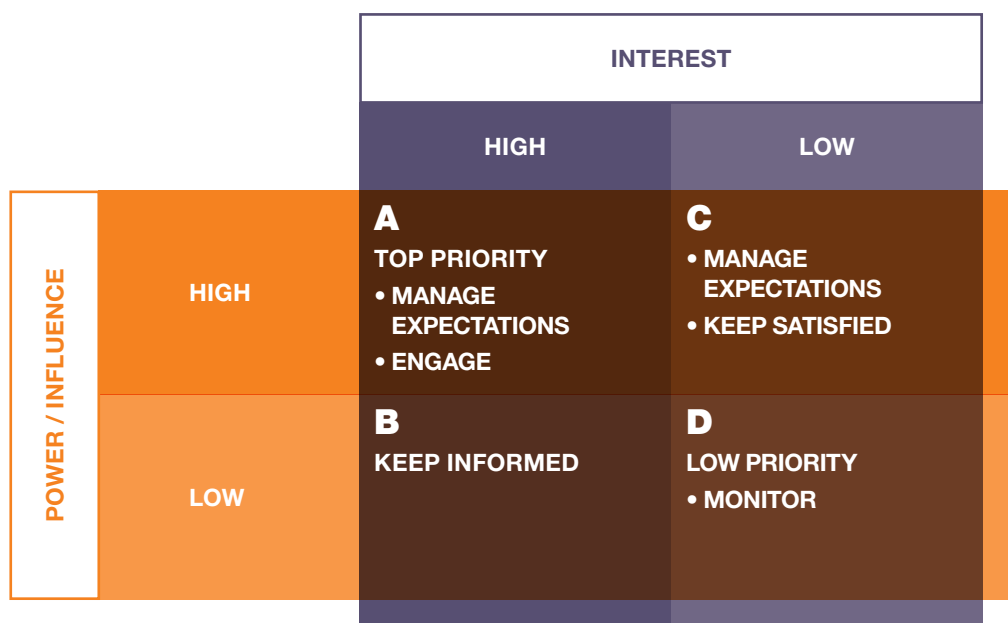 INTEREST
HIGH
LOW
POWER / INFLUENCE
HIGH
A
TOP PRIORITY
• MANAGE
EXPECTATIONS
• ENGAGE
C
• MANAGE
EXPECTATIONS
• KEEP SATISFIED
LOW
B
KEEP INFORMED
D
LOW PRIORITY
• MONITOR